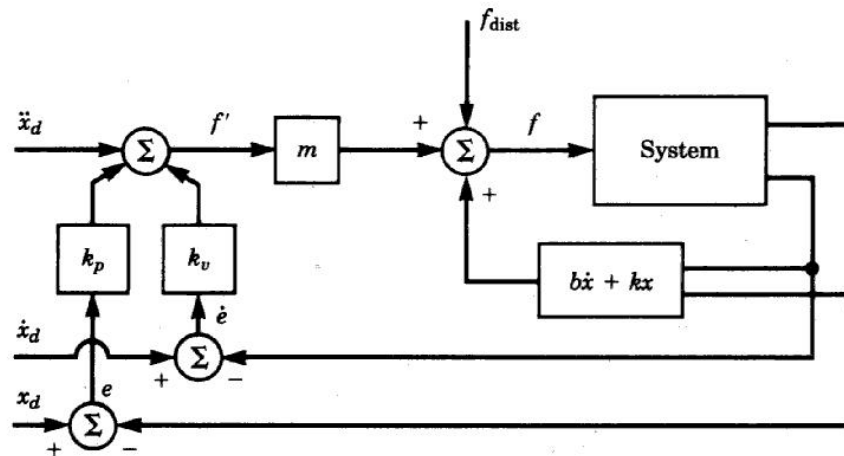 f_dist
ẍ_d
Σ
f'
m
+
Σ
f
System
+
k_p
k_v
bẋ + kx
ė
ẋ_d
+
Σ
−
x_d
e
+
Σ
−